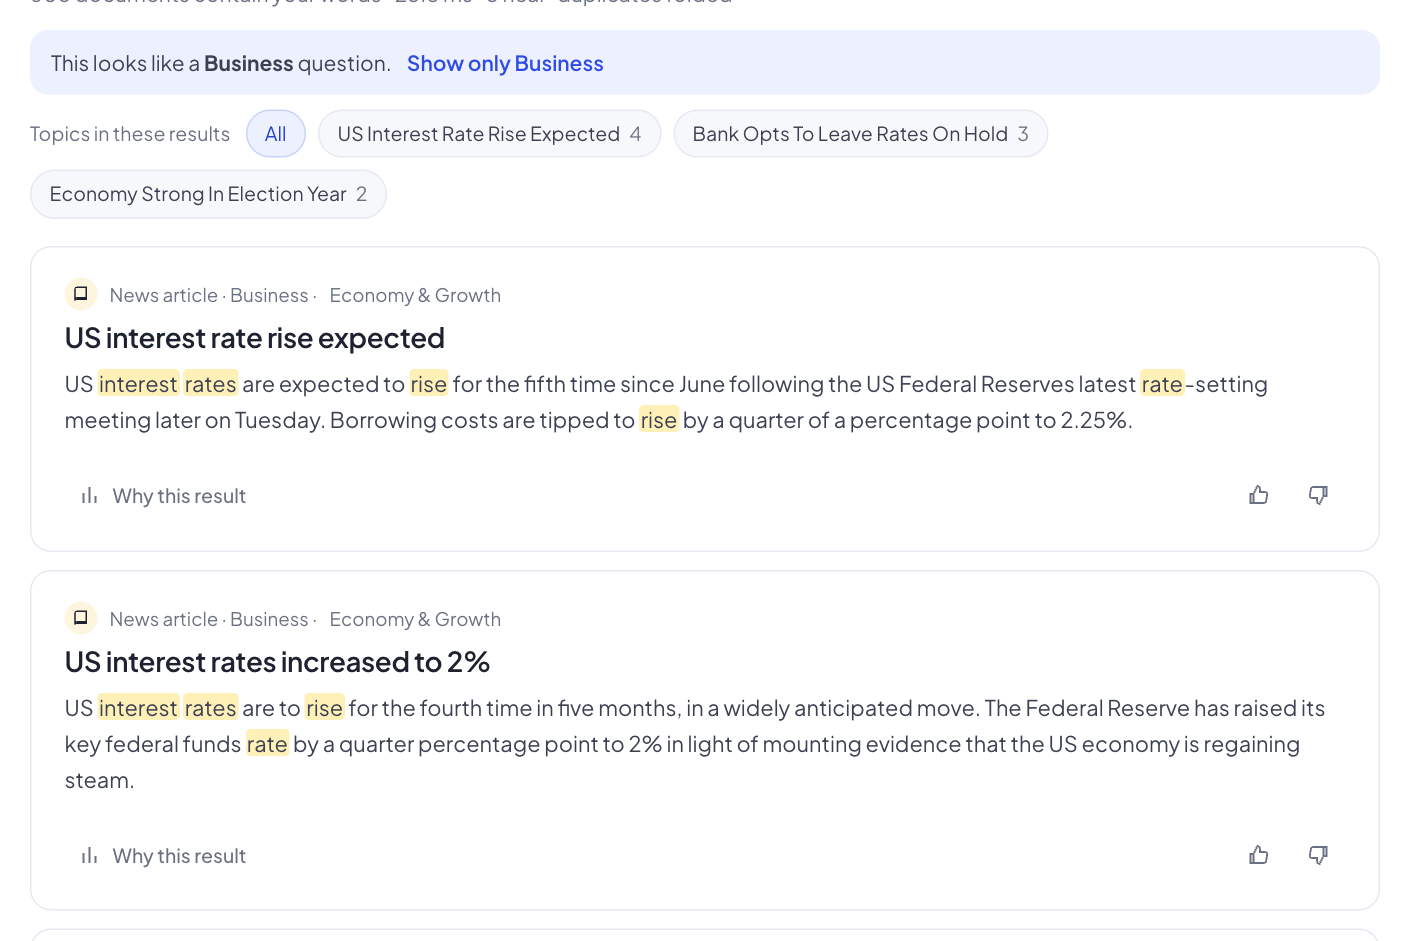 This looks like a Business question. Show only Business
Topics in these results All US Interest Rate Rise Expected 4 Bank Opts To Leave Rates On Hold 3
Economy Strong In Election Year 2
News article · Business · Economy & Growth
US interest rate rise expected
US interest rates are expected to rise for the fifth time since June following the US Federal Reserves latest rate-setting
meeting later on Tuesday. Borrowing costs are tipped to rise by a quarter of a percentage point to 2.25%.
Why this result
News article · Business · Economy & Growth
US interest rates increased to 2%
US interest rates are to rise for the fourth time in five months, in a widely anticipated move. The Federal Reserve has raised its
key federal funds rate by a quarter percentage point to 2% in light of mounting evidence that the US economy is regaining
steam.
Why this result